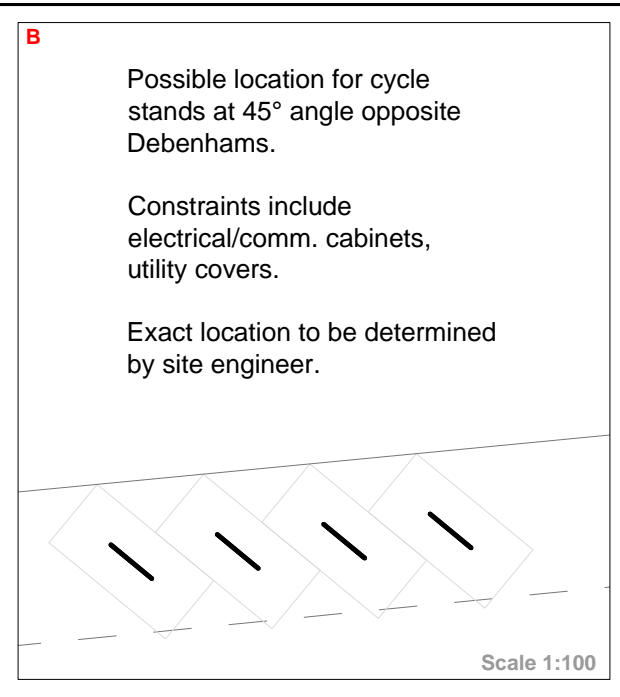 B
Possible location for cycle
stands at 45° angle opposite
Debenhams.
Constraints include
electrical/comm. cabinets,
utility covers.
Exact location to be determined
by site engineer.
Scale 1:100